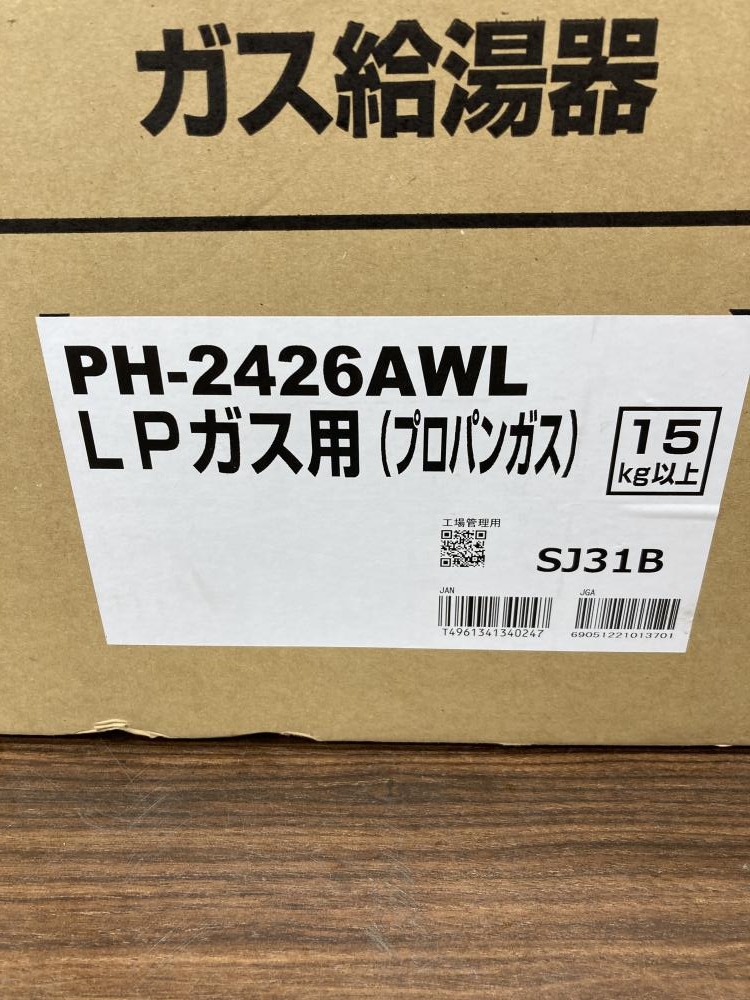 ガス給湯器
PH-2426AWL
LPガス用(プロパンガス)
15
kg以上
工場管理用
SJ31B
JAN
T4961341340247
JGA
69051221013701